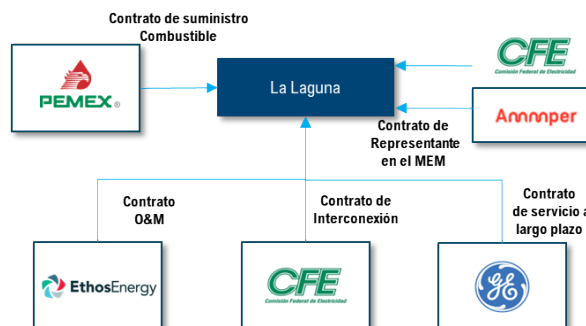 Contrato de suministro
Combustible
PEMEX®
La Laguna
CFE
Comisión Federal de Electricidad
Ammper
Contrato de
Representante
en el MEM
Contrato
O&M
Contrato de
Interconexión
Contrato
de servicio a
largo plazo
EthosEnergy
CFE
Comisión Federal de Electricidad
GE